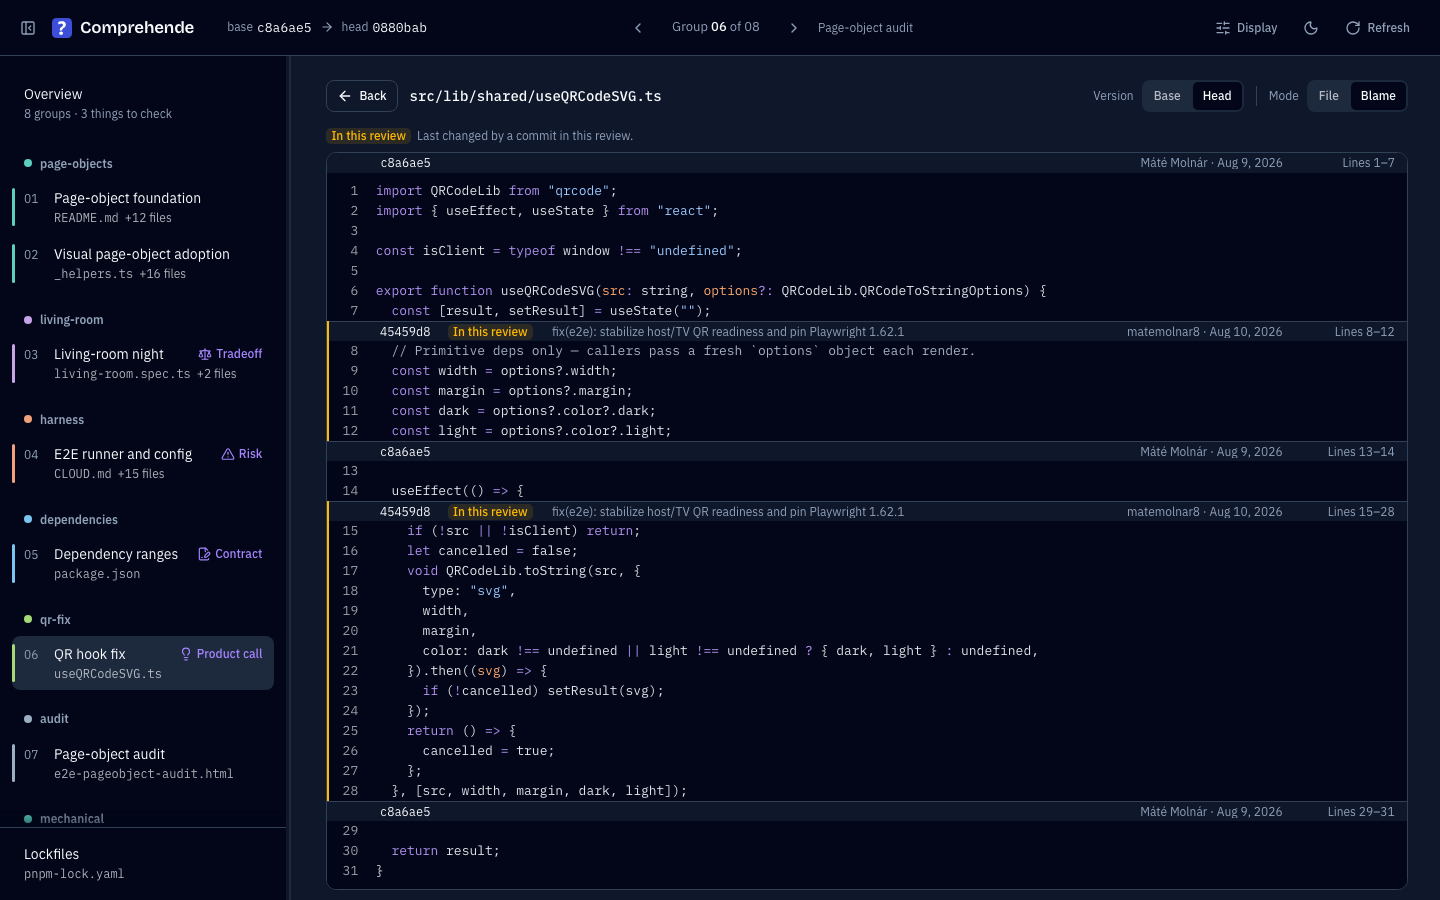 ? Comprehende base c8a6ae5 → head 0880bab Group 06 of 08 Page-object audit Display Refresh
Overview
8 groups · 3 things to check
page-objects
01 Page-object foundation
README.md +12 files
02 Visual page-object adoption
_helpers.ts +16 files
living-room
03 Living-room night Tradeoff
living-room.spec.ts +2 files
harness
04 E2E runner and config Risk
CLOUD.md +15 files
dependencies
05 Dependency ranges Contract
package.json
qr-fix
06 QR hook fix Product call
useQRCodeSVG.ts
audit
07 Page-object audit
e2e-pageobject-audit.html
mechanical
Lockfiles
pnpm-lock.yaml
← Back src/lib/shared/useQRCodeSVG.ts Version Base Head Mode File Blame
In this review Last changed by a commit in this review.
c8a6ae5 Máté Molnár · Aug 9, 2026 Lines 1–7
1 import QRCodeLib from "qrcode";
2 import { useEffect, useState } from "react";
3
4 const isClient = typeof window !== "undefined";
5
6 export function useQRCodeSVG(src: string, options?: QRCodeLib.QRCodeToStringOptions) {
7   const [result, setResult] = useState("");
45459d8 In this review fix(e2e): stabilize host/TV QR readiness and pin Playwright 1.62.1 matemolnar8 · Aug 10, 2026 Lines 8–12
8   // Primitive deps only — callers pass a fresh `options` object each render.
9   const width = options?.width;
10   const margin = options?.margin;
11   const dark = options?.color?.dark;
12   const light = options?.color?.light;
c8a6ae5 Máté Molnár · Aug 9, 2026 Lines 13–14
13
14   useEffect(() => {
45459d8 In this review fix(e2e): stabilize host/TV QR readiness and pin Playwright 1.62.1 matemolnar8 · Aug 10, 2026 Lines 15–28
15     if (!src || !isClient) return;
16     let cancelled = false;
17     void QRCodeLib.toString(src, {
18       type: "svg",
19       width,
20       margin,
21       color: dark !== undefined || light !== undefined ? { dark, light } : undefined,
22     }).then((svg) => {
23       if (!cancelled) setResult(svg);
24     });
25     return () => {
26       cancelled = true;
27     };
28   }, [src, width, margin, dark, light]);
c8a6ae5 Máté Molnár · Aug 9, 2026 Lines 29–31
29
30   return result;
31 }